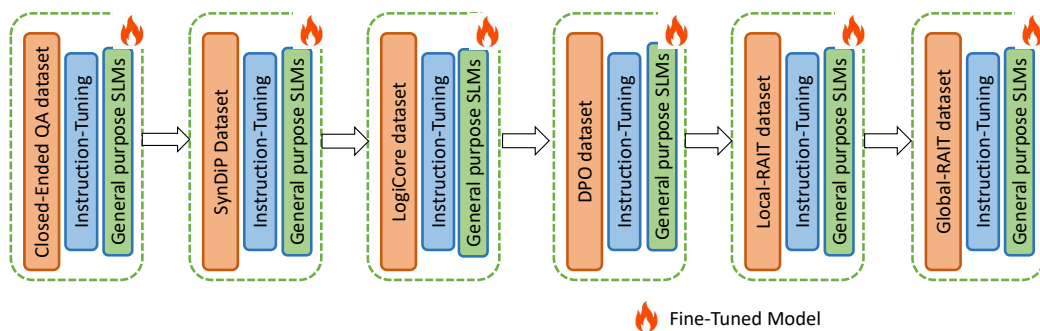 Closed-Ended QA dataset
Instruction-Tuning
General purpose SLMs
SynDiP Dataset
Instruction-Tuning
General purpose SLMs
LogiCore dataset
Instruction-Tuning
General purpose SLMs
DPO dataset
Instruction-Tuning
General purpose SLMs
Local-RAIT dataset
Instruction-Tuning
General purpose SLMs
Global-RAIT dataset
Instruction-Tuning
General purpose SLMs
Fine-Tuned Model